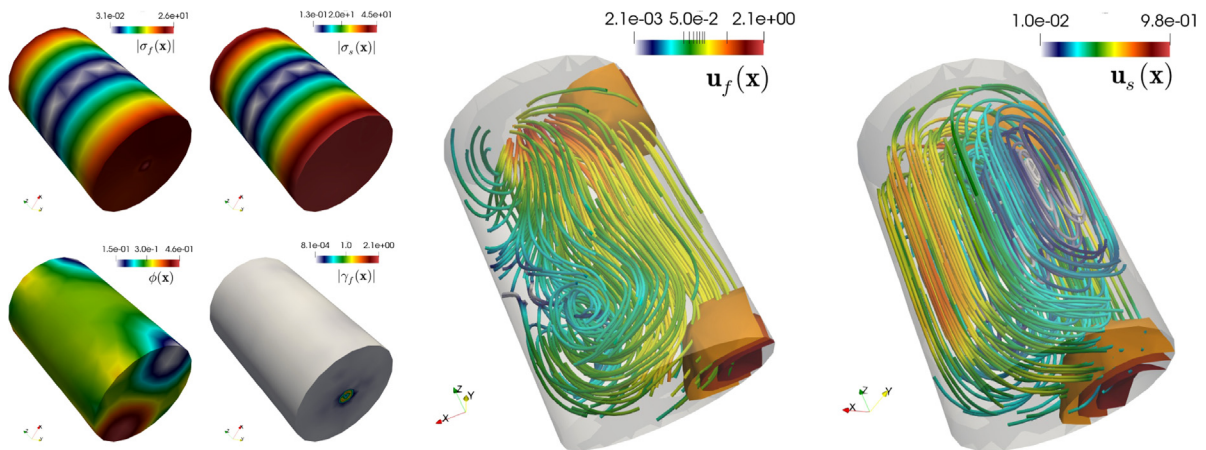 3.1e-02 2.6e+01
|σ_f(𝐱)|
1.3e-01 2.0e+1 4.5e+01
|σ_s(𝐱)|
1.5e-01 3.0e-1 4.6e-01
ϕ(𝐱)
8.1e-04 1.0 2.1e+00
|γ_f(𝐱)|
2.1e-03 5.0e-2 2.1e+00
𝐮_f(𝐱)
Z
Y
X
1.0e-02 9.8e-01
𝐮_s(𝐱)
Z
Y
X